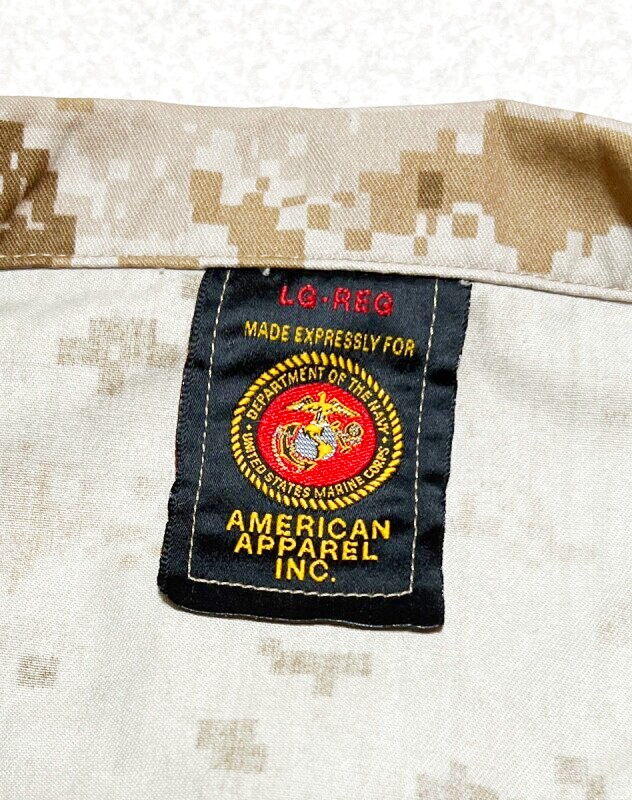 LG-REG
MADE EXPRESSLY FOR
DEPARTMENT OF THE NAVY
UNITED STATES MARINE CORPS
AMERICAN
APPAREL
INC.